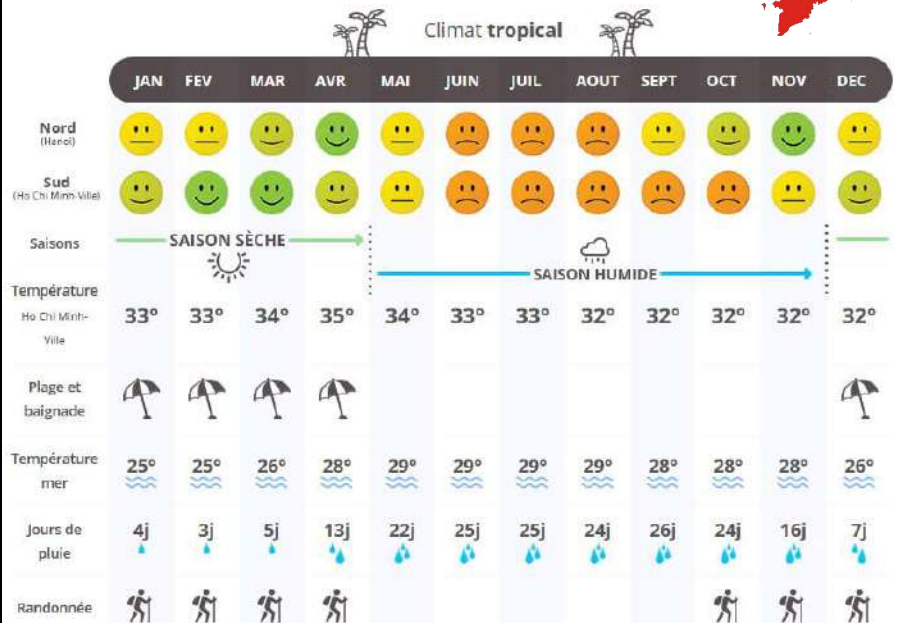 Climat tropical
JAN FEV MAR AVR MAI JUIN JUIL AOUT SEPT OCT NOV DEC
Nord
(Hanoi)
Sud
(Ho Chi Minh-Ville)
Saisons
SAISON SÈCHE
SAISON HUMIDE
Température
Ho Chi Minh-
Ville
33° 33° 34° 35° 34° 33° 33° 32° 32° 32° 32° 32°
Plage et
baignade
Température
mer
25° 25° 26° 28° 29° 29° 29° 29° 28° 28° 28° 26°
Jours de
pluie
4j 3j 5j 13j 22j 25j 25j 24j 26j 24j 16j 7j
Randonnée